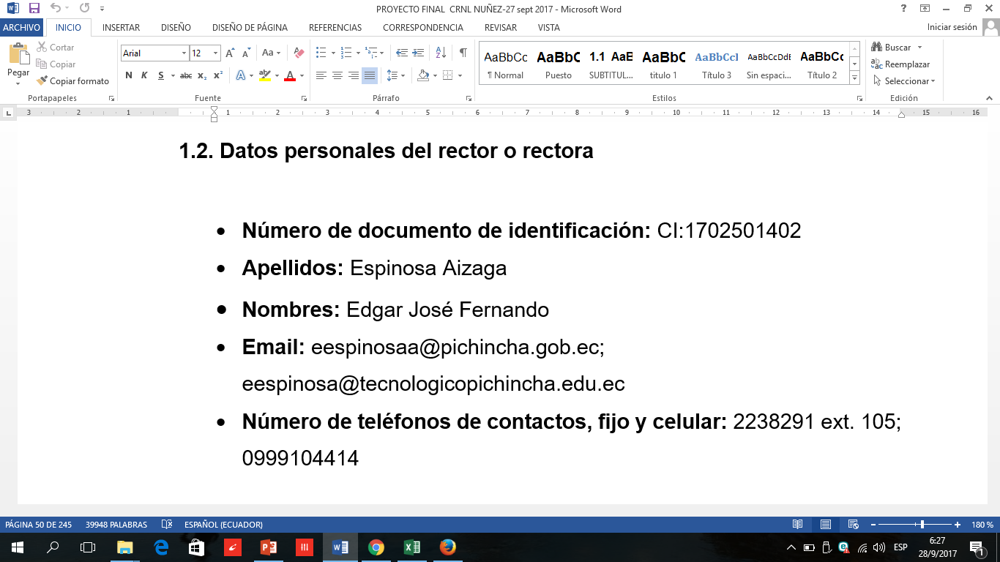 PROYECTO FINAL CRNL NUÑEZ-27 sept 2017 - Microsoft Word
ARCHIVO INICIO INSERTAR DISEÑO DISEÑO DE PÁGINA REFERENCIAS CORRESPONDENCIA REVISAR VISTA Iniciar sesión
Pegar
Cortar
Copiar
Copiar formato
Portapapeles
Arial 12
N K S abc x₂ x²
Fuente
Párrafo
AaBbCc AaBbC 1.1 AaB AaBbC AaBbCcI AaBbCcDdE AaBbCc
¶ Normal Puesto SUBTITUL... titulo 1 Título 3 Sin espaci... Título 2
Estilos
Buscar
Reemplazar
Seleccionar
Edición
3 2 1 1 2 3 4 5 6 7 8 9 10 11 12 13 14 15 16
1.2. Datos personales del rector o rectora
• Número de documento de identificación: CI:1702501402
• Apellidos: Espinosa Aizaga
• Nombres: Edgar José Fernando
• Email: eespinosaa@pichincha.gob.ec;
eespinosa@tecnologicopichincha.edu.ec
• Número de teléfonos de contactos, fijo y celular: 2238291 ext. 105;
0999104414
PÁGINA 50 DE 245 39948 PALABRAS ESPAÑOL (ECUADOR) 180 %
ESP
6:27
28/9/2017